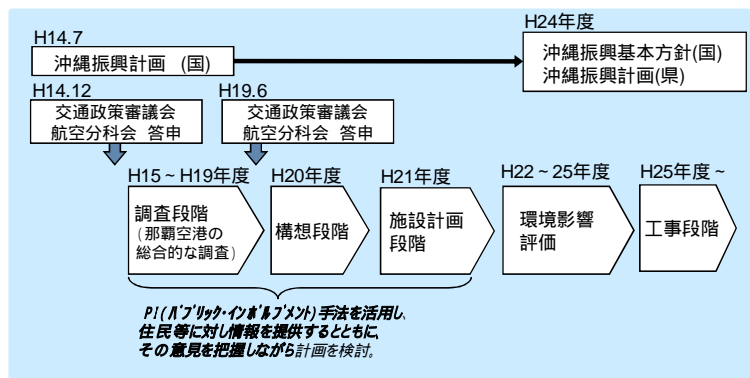 H14.7
沖縄振興計画 (国)
H24年度
沖縄振興基本方針(国)
沖縄振興計画(県)
H14.12
交通政策審議会
航空分科会 答申
H19.6
交通政策審議会
航空分科会 答申
H15~H19年度
調査段階
(那覇空港の
総合的な調査)
H20年度
構想段階
H21年度
施設計画
段階
H22~25年度
環境影響
評価
H25年度~
工事段階
PI(パブリック・インボルブメント)手法を活用し、
住民等に対し情報を提供するとともに、
その意見を把握しながら計画を検討。